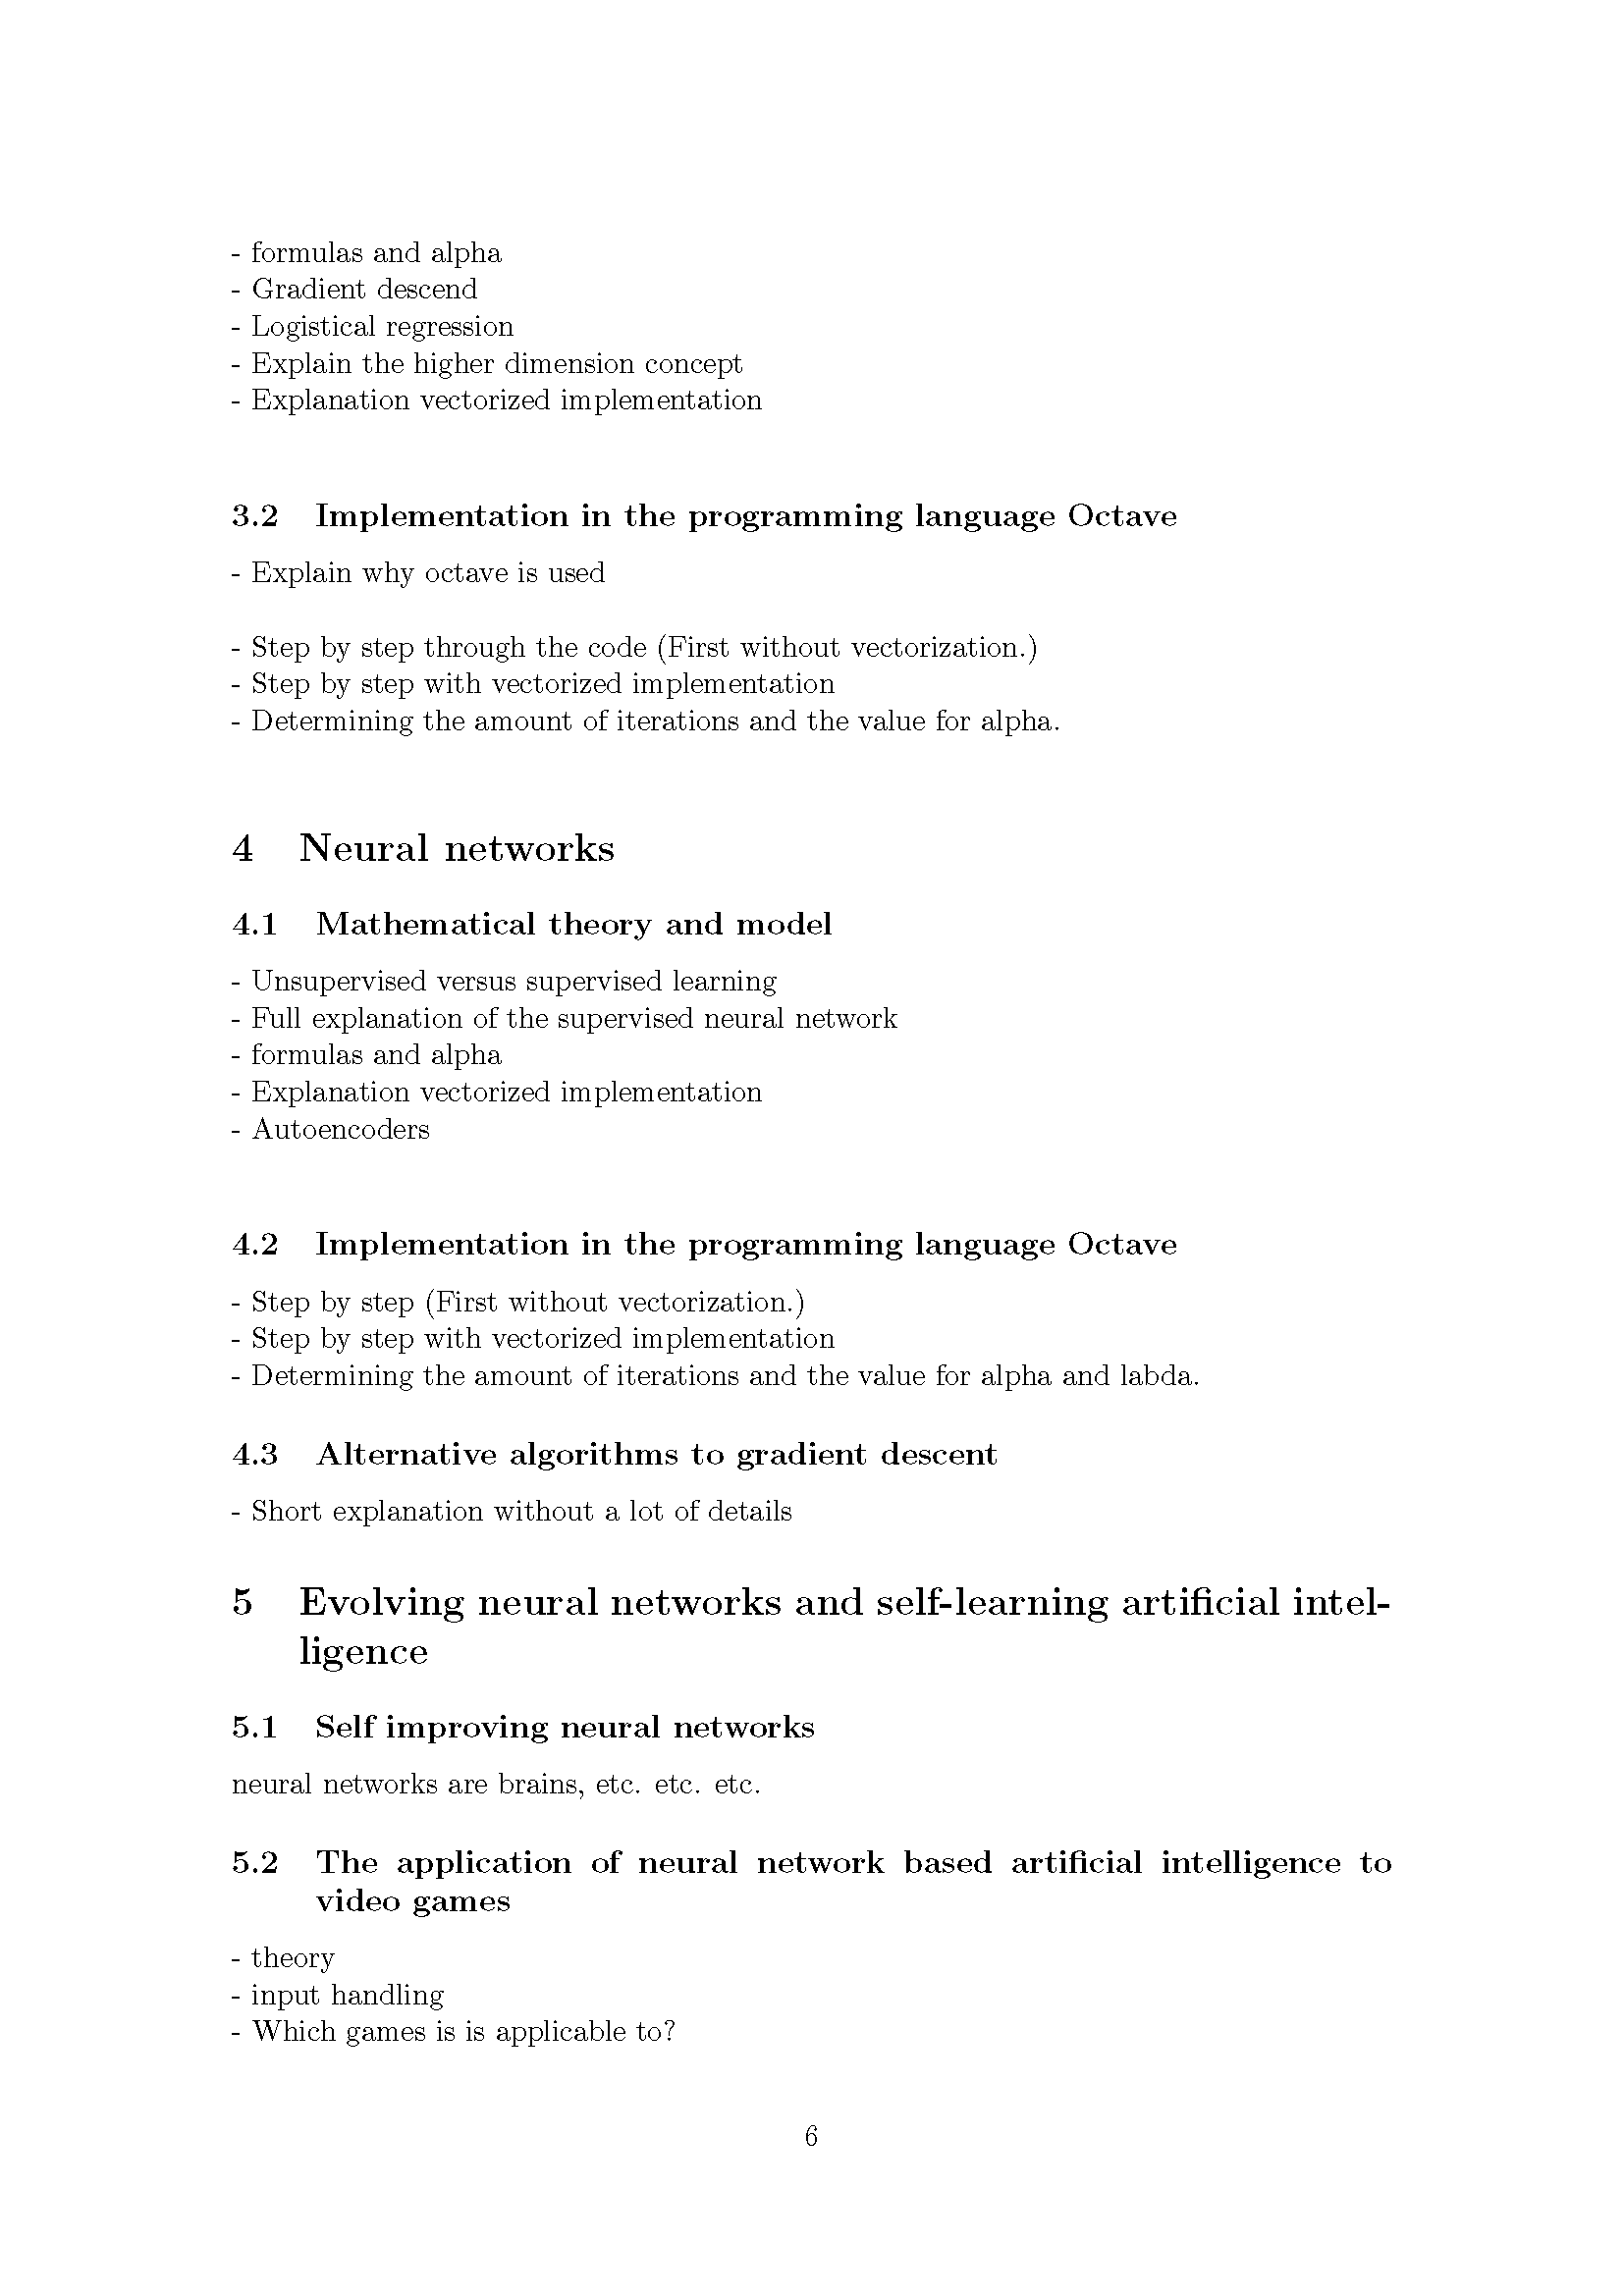 - formulas and alpha
- Gradient descend
- Logistical regression
- Explain the higher dimension concept
- Explanation vectorized implementation
3.2 Implementation in the programming language Octave
- Explain why octave is used
- Step by step through the code (First without vectorization.)
- Step by step with vectorized implementation
- Determining the amount of iterations and the value for alpha.
4 Neural networks
4.1 Mathematical theory and model
- Unsupervised versus supervised learning
- Full explanation of the supervised neural network
- formulas and alpha
- Explanation vectorized implementation
- Autoencoders
4.2 Implementation in the programming language Octave
- Step by step (First without vectorization.)
- Step by step with vectorized implementation
- Determining the amount of iterations and the value for alpha and labda.
4.3 Alternative algorithms to gradient descent
- Short explanation without a lot of details
5 Evolving neural networks and self-learning artificial intel-
ligence
5.1 Self improving neural networks
neural networks are brains, etc. etc. etc.
5.2 The application of neural network based artificial intelligence to
video games
- theory
- input handling
- Which games is is applicable to?
6